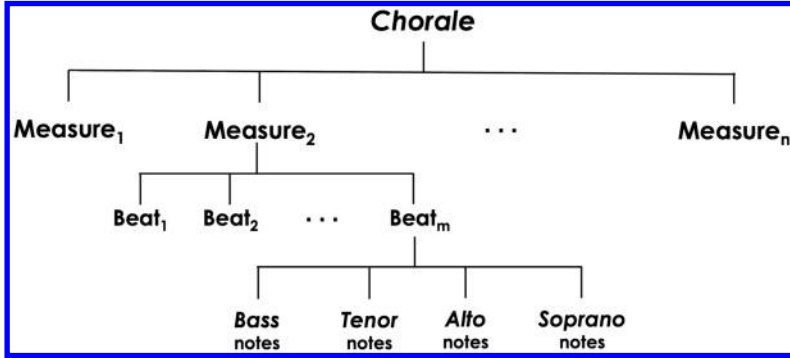 Chorale
Measure₁ Measure₂ ... Measureₙ
Beat₁ Beat₂ ... Beatₘ
Bass Tenor Alto Soprano
notes notes notes notes